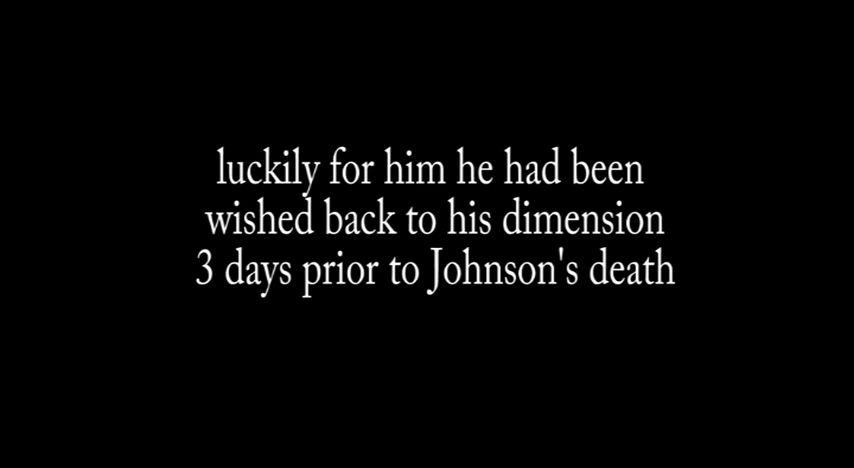 luckily for him he had been
wished back to his dimension
3 days prior to Johnson's death